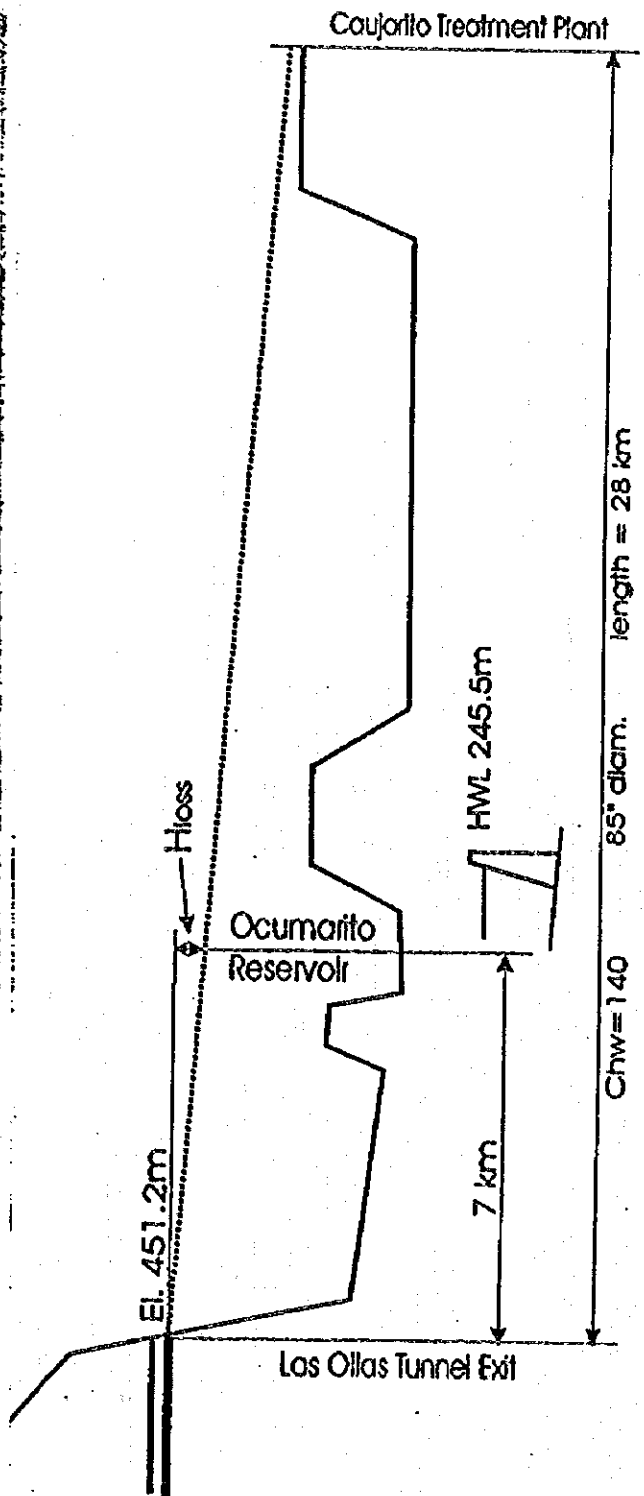 Caujarito Treatment Plant
Hloss
Ocumarito
Reservoir
HWL 245.5m
El. 451.2m
7 km
Chw=140 85" diam. length = 28 km
Las Ollas Tunnel Exit